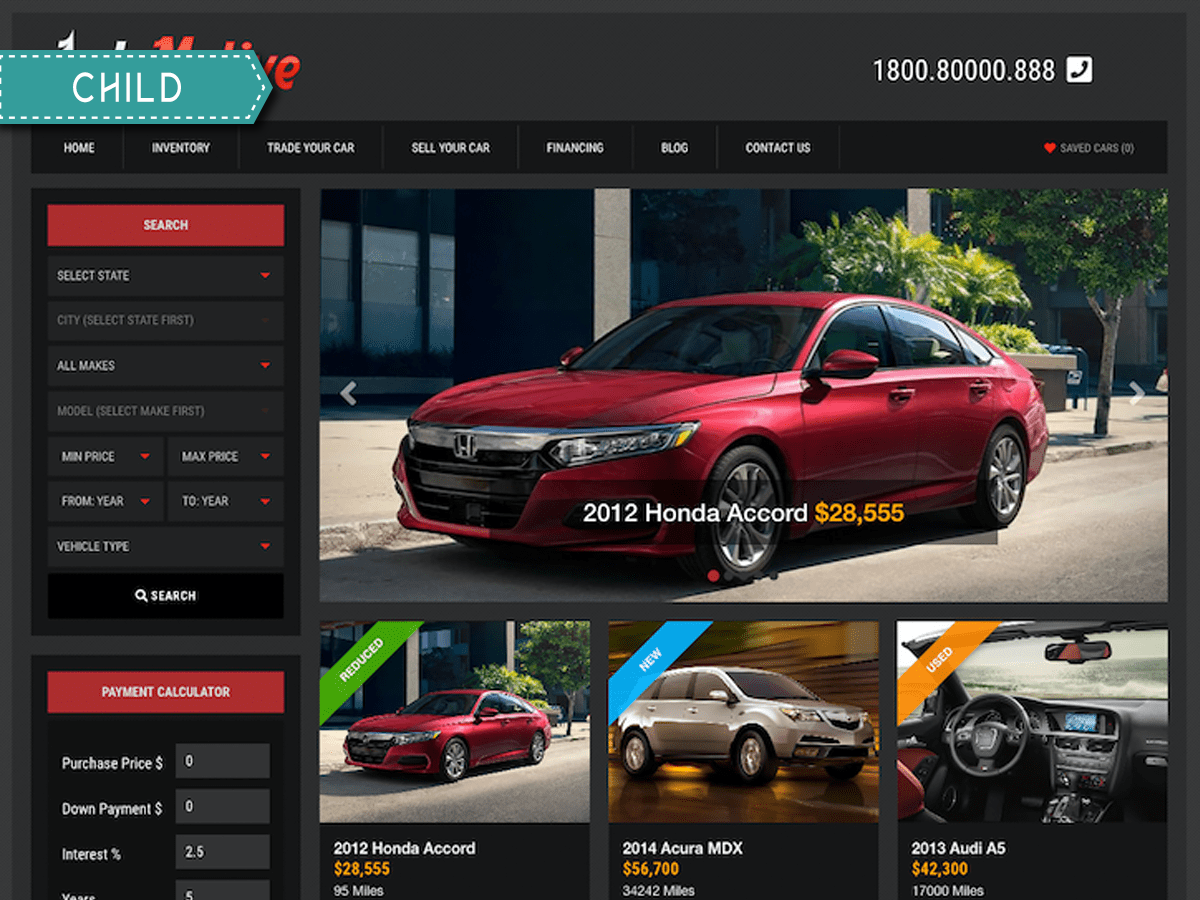 CHILD
1800.80000.888
HOME INVENTORY TRADE YOUR CAR SELL YOUR CAR FINANCING BLOG CONTACT US SAVED CARS (0)
SEARCH
SELECT STATE
CITY (SELECT STATE FIRST)
ALL MAKES
MODEL (SELECT MAKE FIRST)
MIN PRICE MAX PRICE
FROM: YEAR TO: YEAR
VEHICLE TYPE
SEARCH
2012 Honda Accord $28,555
PAYMENT CALCULATOR
Purchase Price $ 0
Down Payment $ 0
Interest % 2.5
Years 5
REDUCED
2012 Honda Accord
$28,555
95 Miles
NEW
2014 Acura MDX
$56,700
34242 Miles
USED
2013 Audi A5
$42,300
17000 Miles